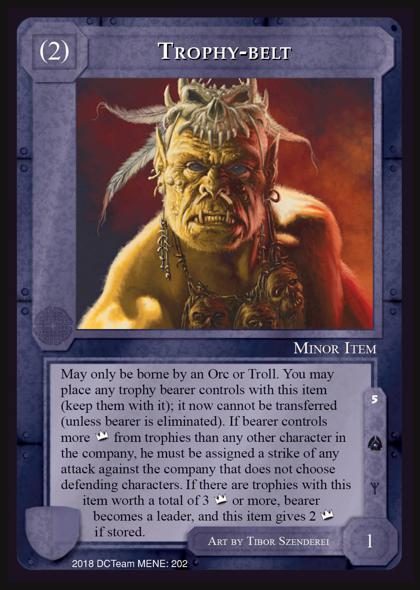 (2)
Trophy-belt
Minor Item
May only be borne by an Orc or Troll. You may
place any trophy bearer controls with this item
(keep them with it); it now cannot be transferred
(unless bearer is eliminated). If bearer controls
more from trophies than any other character in
the company, he must be assigned a strike of any
attack against the company that does not choose
defending characters. If there are trophies with this
item worth a total of 3 or more, bearer
becomes a leader, and this item gives 2
if stored.
5
Art by Tibor Szenderei
1
2018 DCTeam MENE: 202